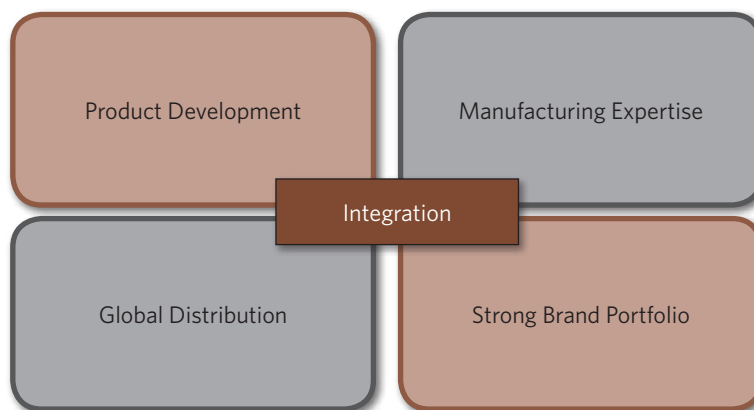 Product Development
Manufacturing Expertise
Integration
Global Distribution
Strong Brand Portfolio